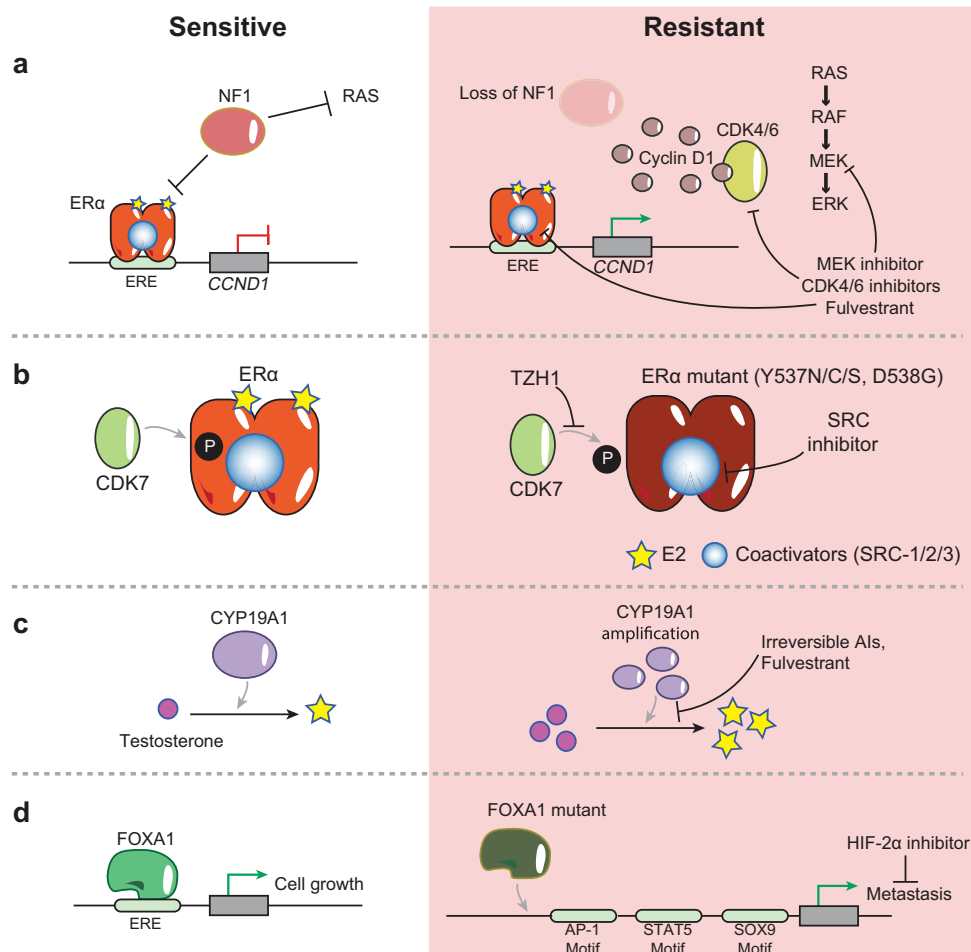 Sensitive
Resistant
a
NF1
RAS
ERα
ERE
CCND1
Loss of NF1
Cyclin D1
CDK4/6
RAS
RAF
MEK
ERK
ERE
CCND1
MEK inhibitor
CDK4/6 inhibitors
Fulvestrant
b
ERα
P
CDK7
TZH1
ERα mutant (Y537N/C/S, D538G)
SRC
inhibitor
P
CDK7
E2
Coactivators (SRC-1/2/3)
c
CYP19A1
Testosterone
CYP19A1
amplification
Irreversible AIs,
Fulvestrant
d
FOXA1
Cell growth
ERE
FOXA1 mutant
HIF-2α inhibitor
Metastasis
AP-1
Motif
STAT5
Motif
SOX9
Motif